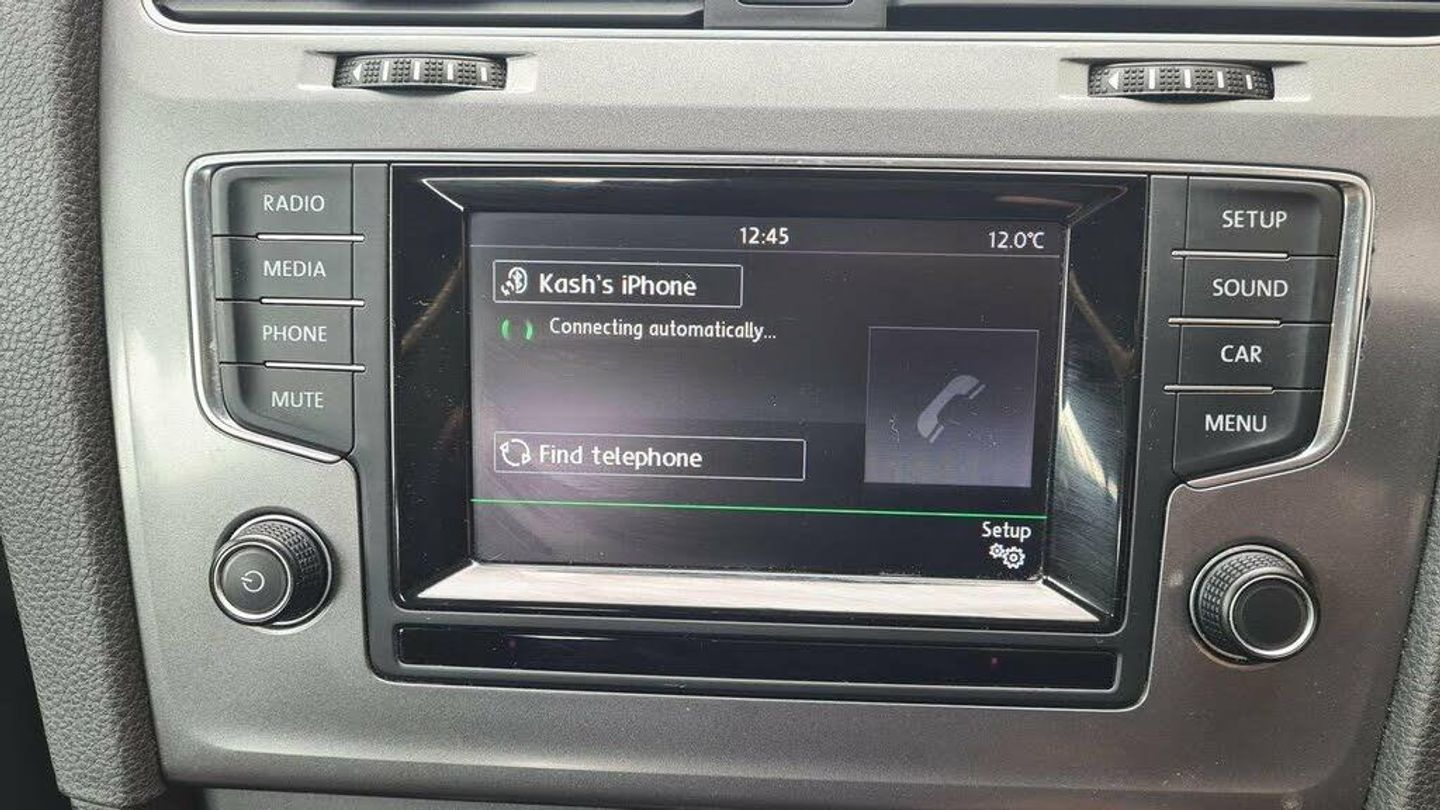 RADIO
MEDIA
PHONE
MUTE
12:45
12.0°C
Kash's iPhone
Connecting automatically...
Find telephone
Setup
SETUP
SOUND
CAR
MENU